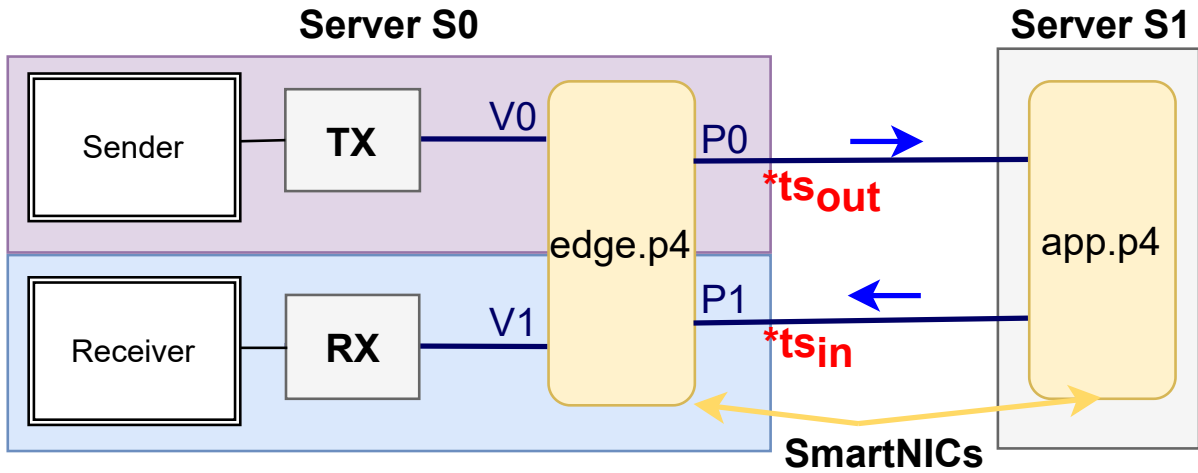 Server S0
Server S1
Sender
TX
V0
P0
*tsout
edge.p4
app.p4
Receiver
RX
V1
P1
*tsin
SmartNICs